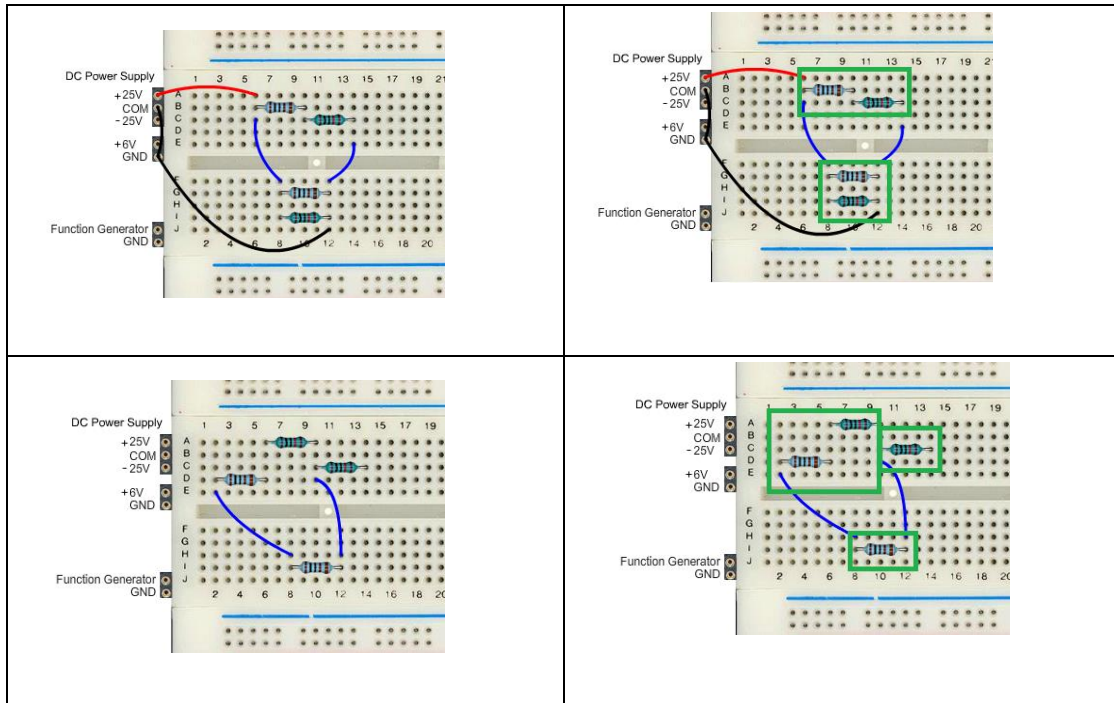 1 3 5 7 9 11 13 15 17 19 21
DC Power Supply
+25V
COM
-25V
+6V
GND
A
B
C
D
E
F
G
H
I
J
Function Generator
GND
2 4 6 8 10 12 14 16 18 20
1 3 5 7 9 11 13 15 17 19 21
DC Power Supply
+25V
COM
-25V
+6V
GND
A
B
C
D
E
F
G
H
I
J
Function Generator
GND
2 4 6 8 10 12 14 16 18 20
1 3 5 7 9 11 13 15 17 19
DC Power Supply
+25V
COM
-25V
+6V
GND
A
B
C
D
E
F
G
H
I
J
Function Generator
GND
2 4 6 8 10 12 14 16 18 20
1 3 5 7 9 11 13 15 17 19
DC Power Supply
+25V
COM
-25V
+6V
GND
A
B
C
D
E
F
G
H
I
J
Function Generator
GND
2 4 6 8 10 12 14 16 18 20